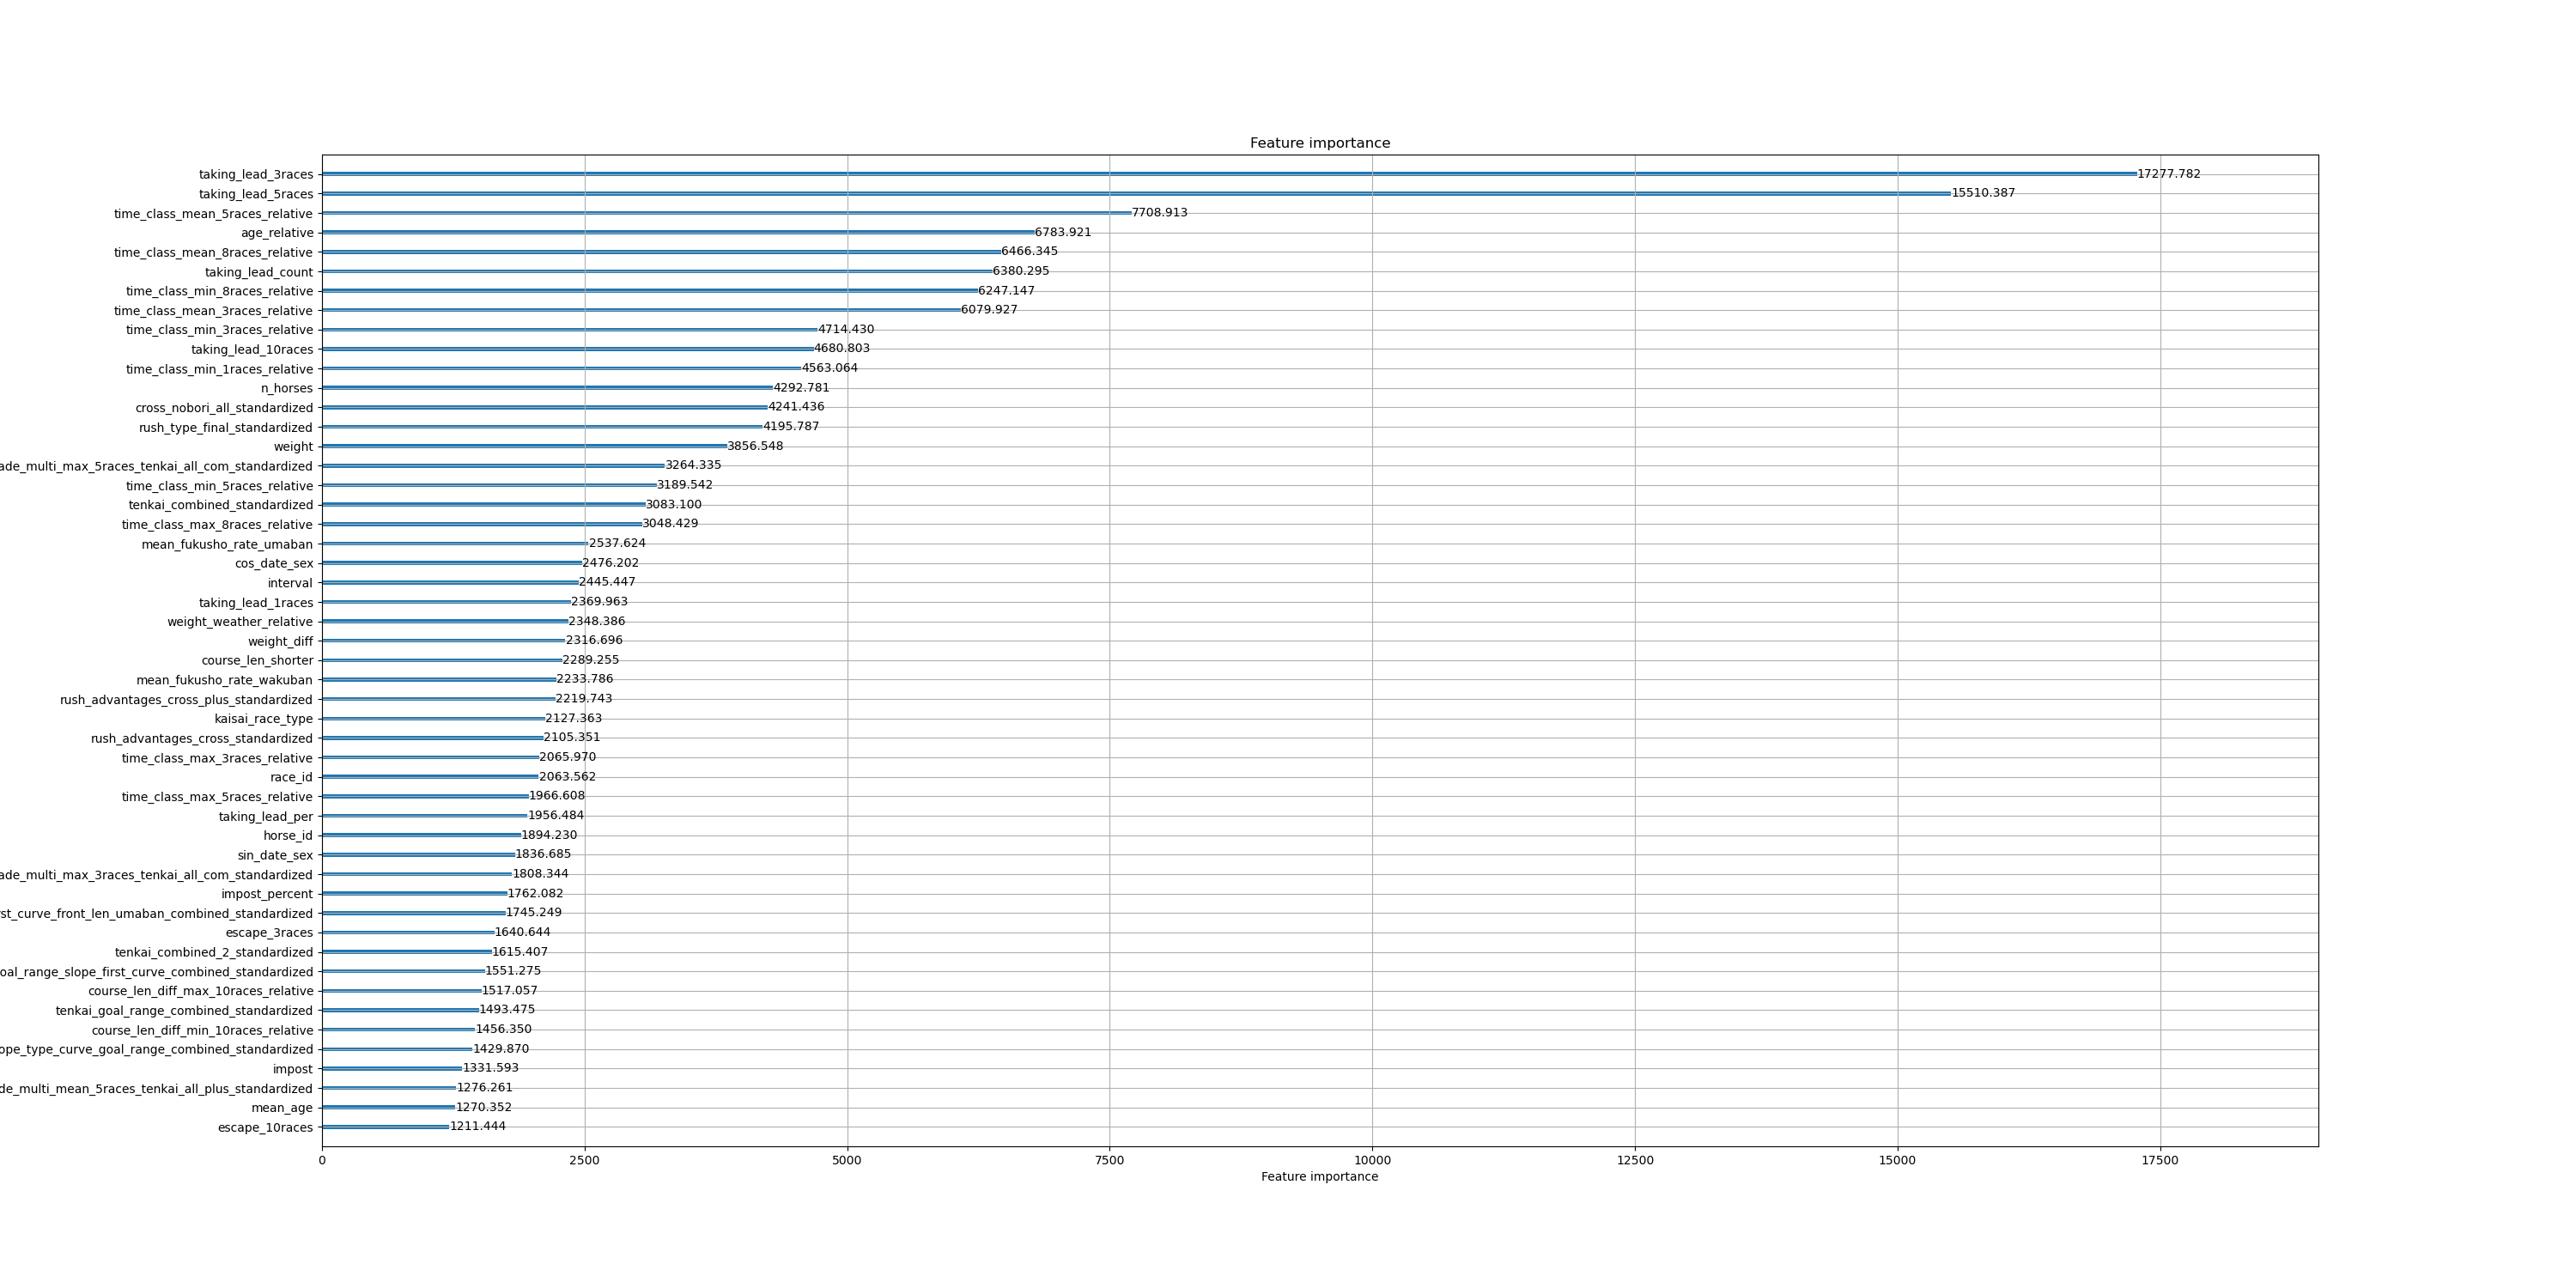 Feature importance
taking_lead_3races 17277.782
taking_lead_5races 15510.387
time_class_mean_5races_relative 7708.913
age_relative 6783.921
time_class_mean_8races_relative 6466.345
taking_lead_count 6380.295
time_class_min_8races_relative 6247.147
time_class_mean_3races_relative 6079.927
time_class_min_3races_relative 4714.430
taking_lead_10races 4680.803
time_class_min_1races_relative 4563.064
n_horses 4292.781
cross_nobori_all_standardized 4241.436
rush_type_final_standardized 4195.787
weight 3856.548
ade_multi_max_5races_tenkai_all_com_standardized 3264.335
time_class_min_5races_relative 3189.542
tenkai_combined_standardized 3083.100
time_class_max_8races_relative 3048.429
mean_fukusho_rate_umaban 2537.624
cos_date_sex 2476.202
interval 2445.447
taking_lead_1races 2369.963
weight_weather_relative 2348.386
weight_diff 2316.696
course_len_shorter 2289.255
mean_fukusho_rate_wakuban 2233.786
rush_advantages_cross_plus_standardized 2219.743
kaisai_race_type 2127.363
rush_advantages_cross_standardized 2105.351
time_class_max_3races_relative 2065.970
race_id 2063.562
time_class_max_5races_relative 1966.608
taking_lead_per 1956.484
horse_id 1894.230
sin_date_sex 1836.685
ade_multi_max_3races_tenkai_all_com_standardized 1808.344
impost_percent 1762.082
st_curve_front_len_umaban_combined_standardized 1745.249
escape_3races 1640.644
tenkai_combined_2_standardized 1615.407
oal_range_slope_first_curve_combined_standardized 1551.275
course_len_diff_max_10races_relative 1517.057
tenkai_goal_range_combined_standardized 1493.475
course_len_diff_min_10races_relative 1456.350
ope_type_curve_goal_range_combined_standardized 1429.870
impost 1331.593
de_multi_mean_5races_tenkai_all_plus_standardized 1276.261
mean_age 1270.352
escape_10races 1211.444
0 2500 5000 7500 10000 12500 15000 17500
Feature importance